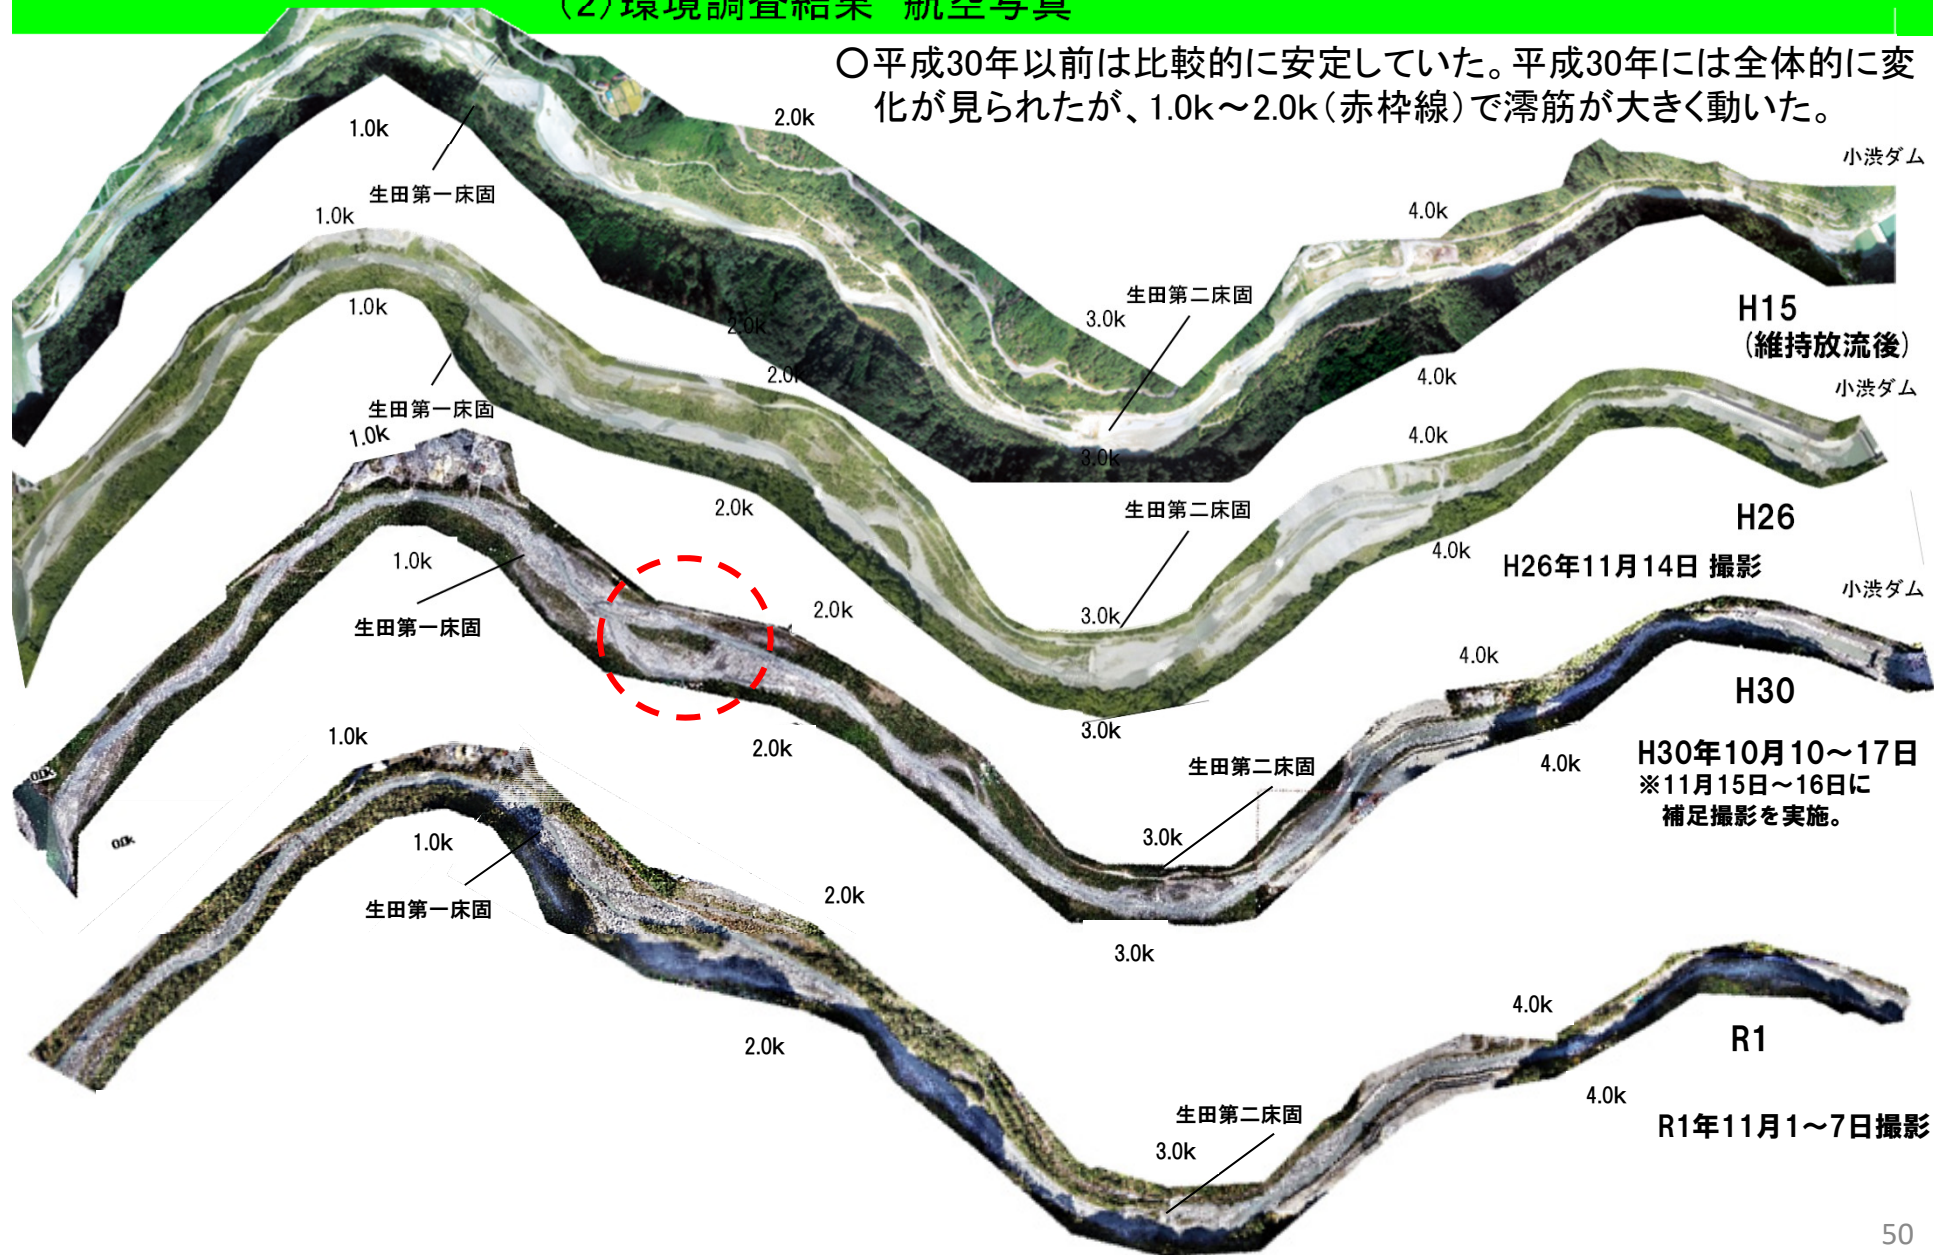 (2)環境調査結果 航空写真
〇平成30年以前は比較的に安定していた。平成30年には全体的に変
化が見られたが、1.0k～2.0k(赤枠線)で澪筋が大きく動いた。
2.0k
1.0k
小渋ダム
生田第一床固
1.0k
4.0k
生田第二床固
1.0k
3.0k
H15
2.0k
(維持放流後)
2.0k
4.0k
小渋ダム
生田第一床固
1.0k
4.0k
3.0k
2.0k
生田第二床固
H26
4.0k
H26年11月14日 撮影
1.0k
小渋ダム
2.0k
3.0k
生田第一床固
4.0k
H30
3.0k
1.0k
2.0k
H30年10月10～17日
生田第二床固
4.0k
0.0k
※11月15日～16日に
補足撮影を実施。
3.0k
0.0k
1.0k
2.0k
生田第一床固
3.0k
4.0k
R1
2.0k
4.0k
生田第二床固
R1年11月1～7日撮影
3.0k
50